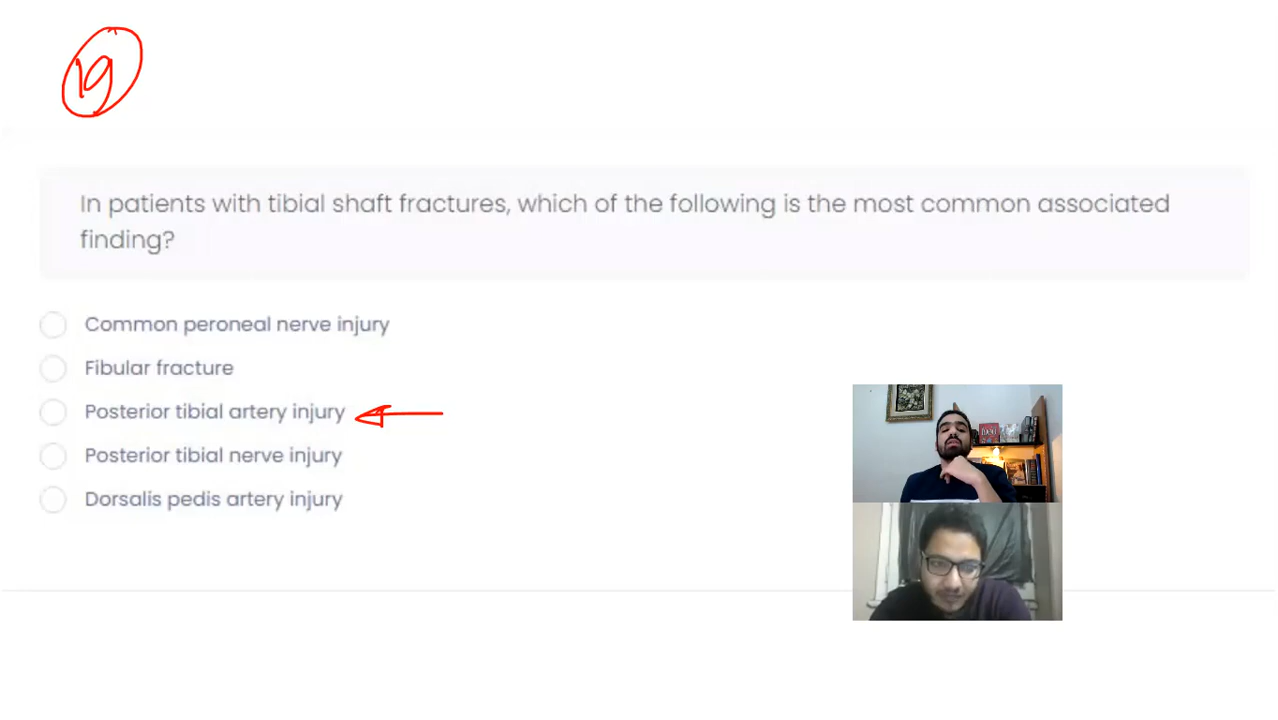 19
In patients with tibial shaft fractures, which of the following is the most common associated
finding?
Common peroneal nerve injury
Fibular fracture
Posterior tibial artery injury
Posterior tibial nerve injury
Dorsalis pedis artery injury